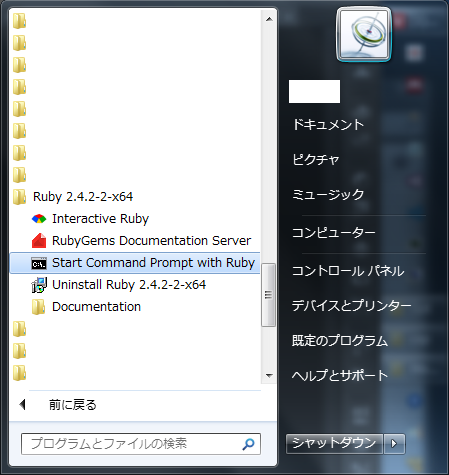 Ruby 2.4.2-2-x64
Interactive Ruby
RubyGems Documentation Server
Start Command Prompt with Ruby
Uninstall Ruby 2.4.2-2-x64
Documentation
前に戻る
プログラムとファイルの検索
ドキュメント
ピクチャ
ミュージック
コンピューター
コントロール パネル
デバイスとプリンター
既定のプログラム
ヘルプとサポート
シャットダウン